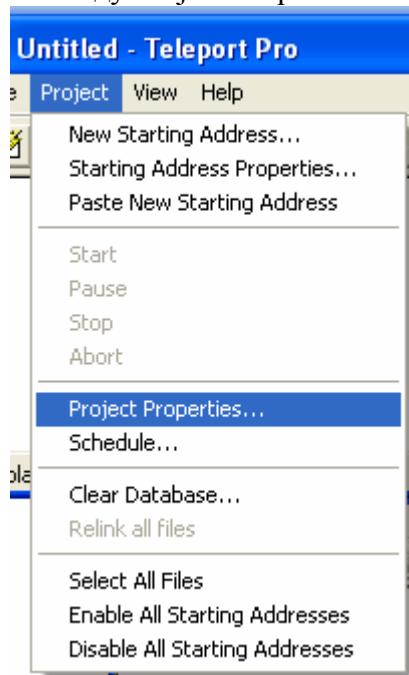 Untitled - Teleport Pro
Project View Help
New Starting Address...
Starting Address Properties...
Paste New Starting Address
Start
Pause
Stop
Abort
Project Properties...
Schedule...
Clear Database...
Relink all files
Select All Files
Enable All Starting Addresses
Disable All Starting Addresses